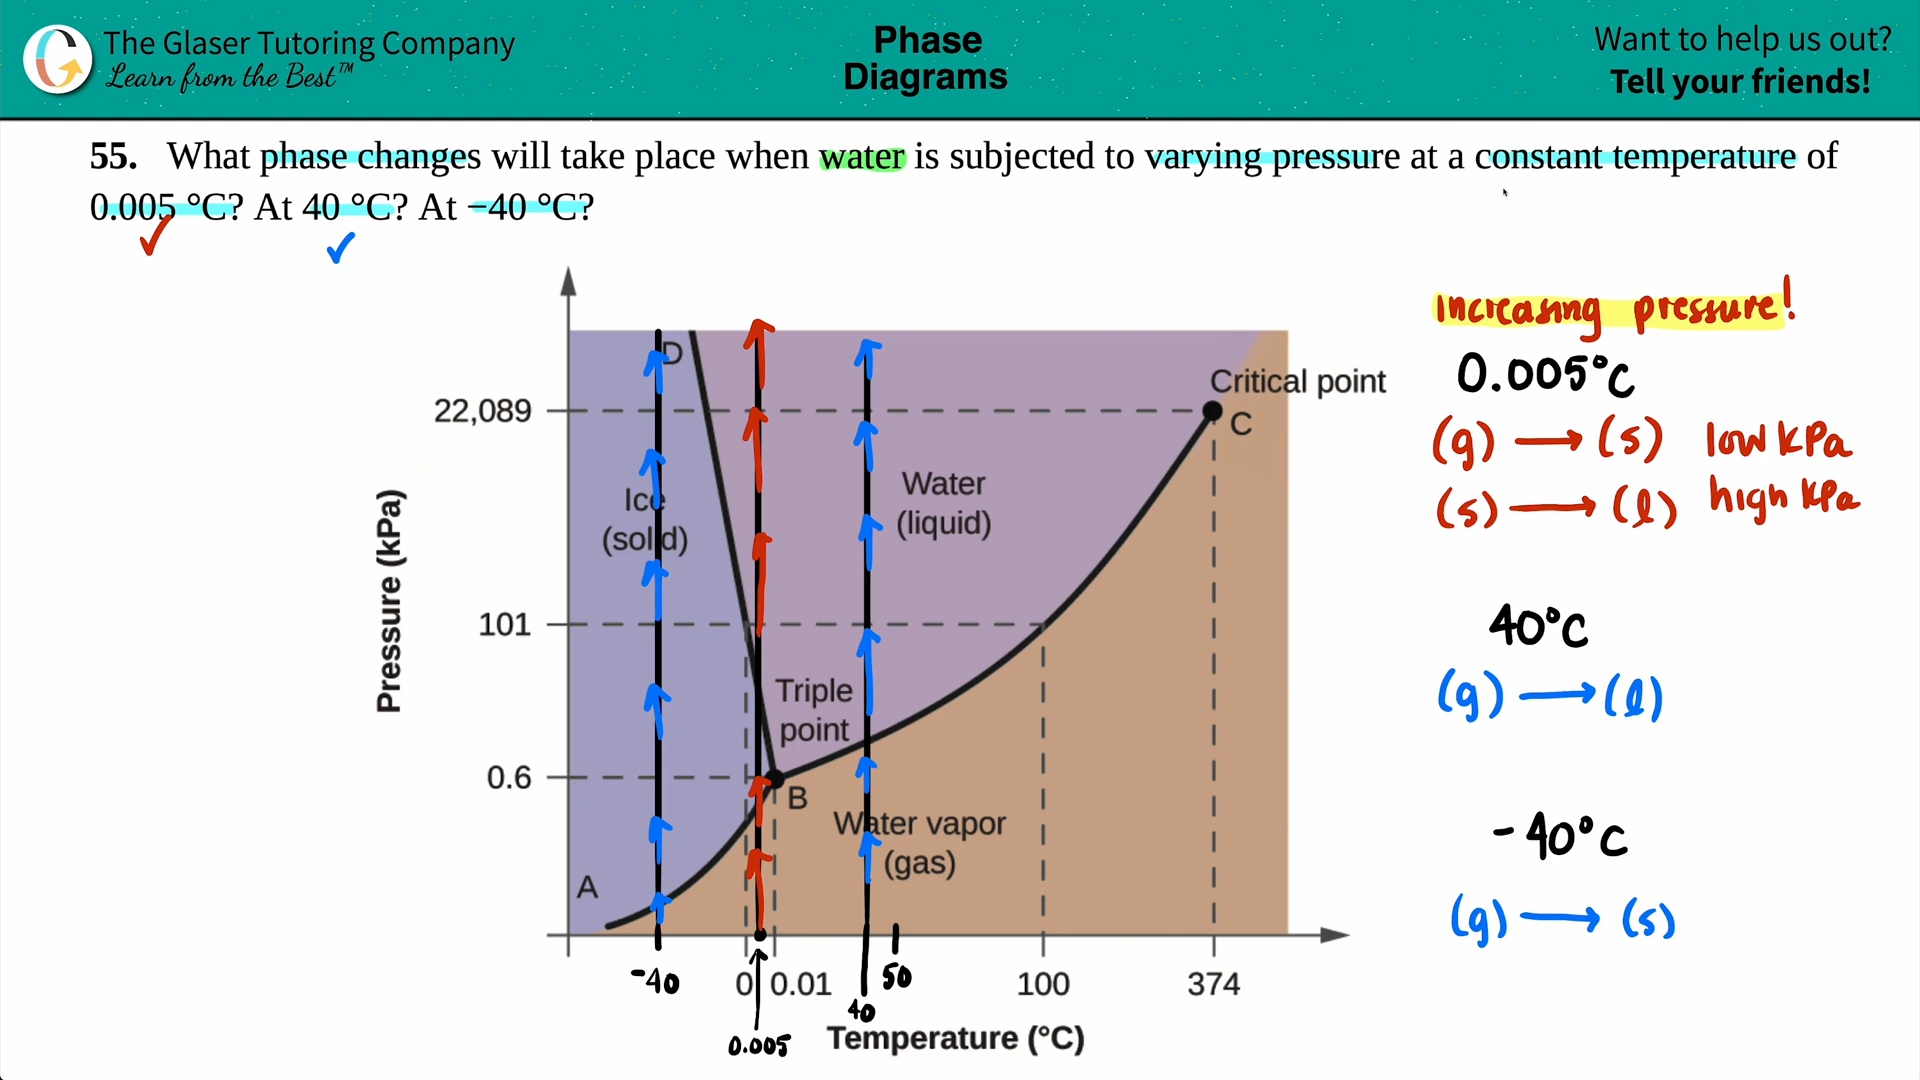 The Glaser Tutoring Company
Learn from the Best™
Phase
Diagrams
Want to help us out?
Tell your friends!
55. What phase changes will take place when water is subjected to varying pressure at a constant temperature of
0.005 °C? At 40 °C? At −40 °C?
Increasing pressure!
0.005°C
(g) → (s) low kPa
(s) → (l) high kPa
40°C
(g) → (l)
-40°C
(g) → (s)
Pressure (kPa)
22,089
101
0.6
D
Critical point
C
Ice
(solid)
Water
(liquid)
Triple
point
B
Water vapor
(gas)
A
-40
0
0.01
50
100
374
40
0.005
Temperature (°C)